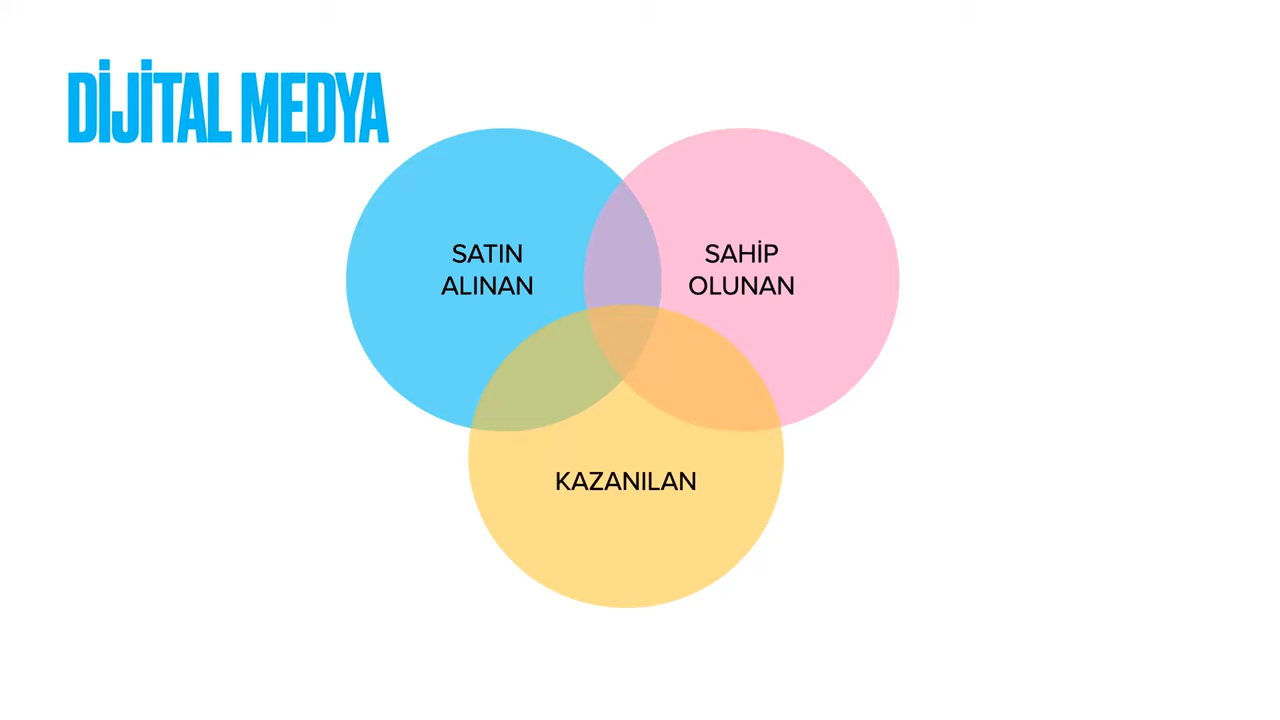 DİJİTAL MEDYA
SATIN
ALINAN
SAHİP
OLUNAN
KAZANILAN